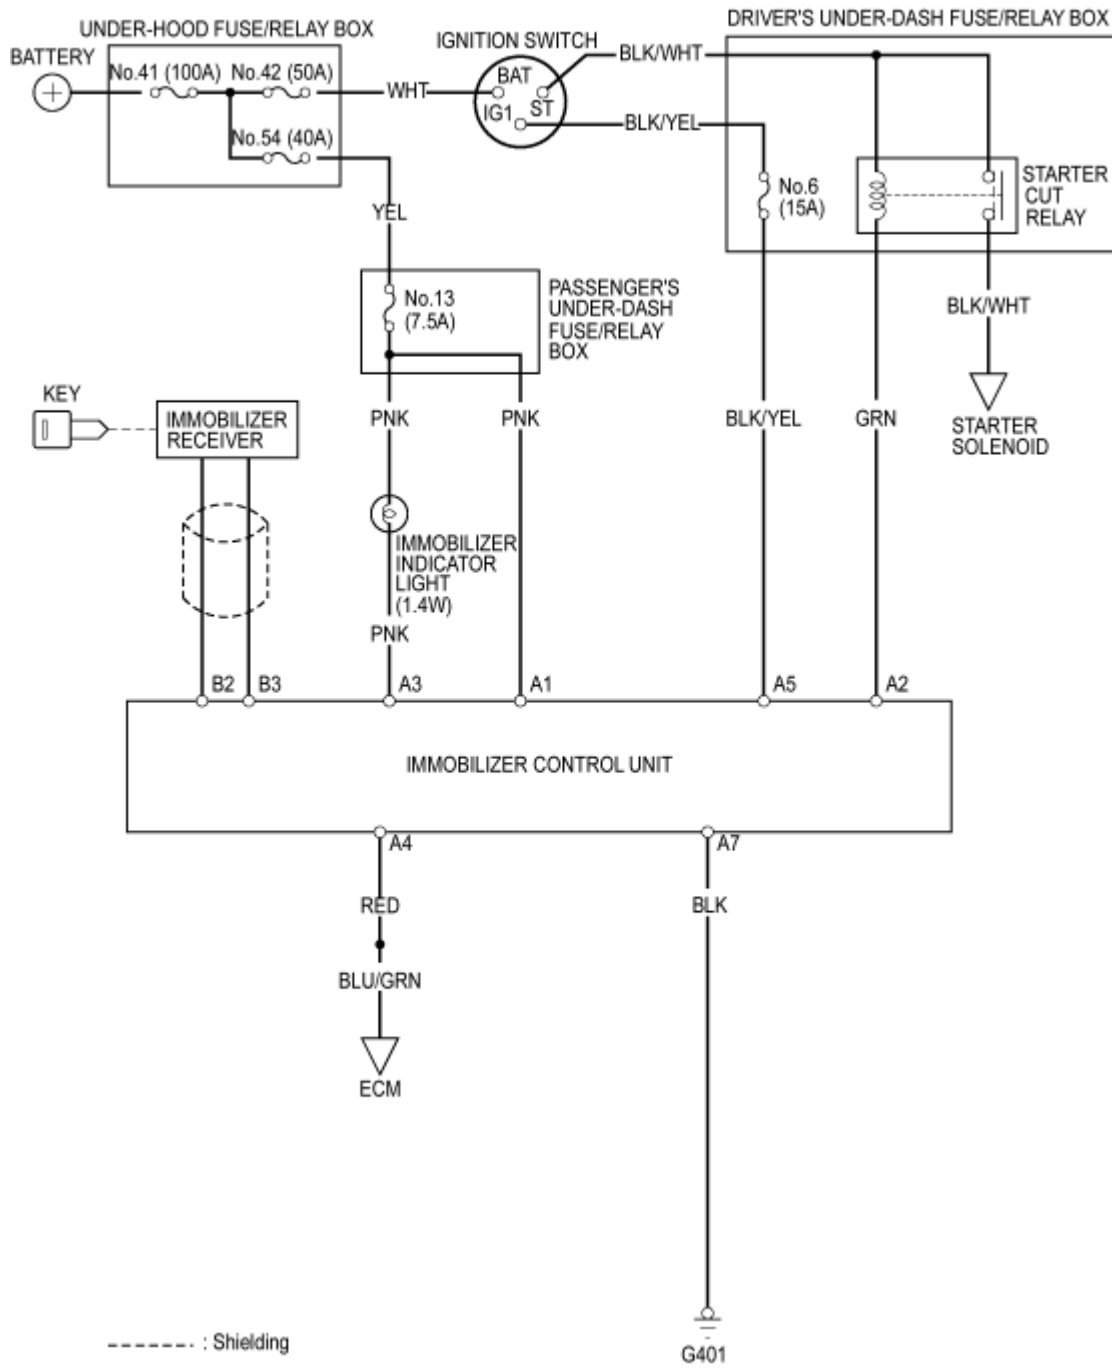 UNDER-HOOD FUSE/RELAY BOX
DRIVER'S UNDER-DASH FUSE/RELAY BOX
BATTERY
No.41 (100A)
No.42 (50A)
WHT
IGNITION SWITCH
BAT
ST
IG1
BLK/WHT
BLK/YEL
No.54 (40A)
No.6
(15A)
STARTER
CUT
RELAY
YEL
No.13
(7.5A)
PASSENGER'S
UNDER-DASH
FUSE/RELAY
BOX
BLK/WHT
KEY
IMMOBILIZER
RECEIVER
PNK
PNK
BLK/YEL
GRN
STARTER
SOLENOID
IMMOBILIZER
INDICATOR
LIGHT
(1.4W)
PNK
B2
B3
A3
A1
A5
A2
IMMOBILIZER CONTROL UNIT
A4
A7
RED
BLK
BLU/GRN
ECM
: Shielding
G401